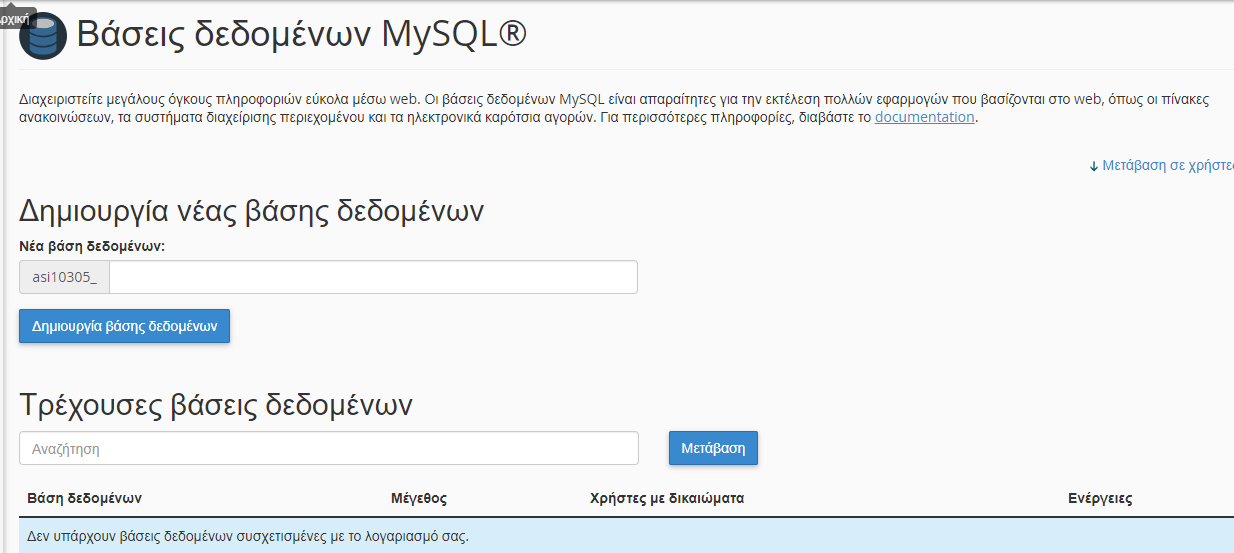 Βάσεις δεδομένων MySQL®
Διαχειριστείτε μεγάλους όγκους πληροφοριών εύκολα μέσω web. Οι βάσεις δεδομένων MySQL είναι απαραίτητες για την εκτέλεση πολλών εφαρμογών που βασίζονται στο web, όπως οι πίνακες
ανακοινώσεων, τα συστήματα διαχείρισης περιεχομένου και τα ηλεκτρονικά καρότσια αγορών. Για περισσότερες πληροφορίες, διαβάστε το documentation.
↓ Μετάβαση σε
Δημιουργία νέας βάσης δεδομένων
Νέα βάση δεδομένων:
asi10305_
Δημιουργία βάσης δεδομένων
Τρέχουσες βάσεις δεδομένων
Αναζήτηση
Μετάβαση
Βάση δεδομένων Μέγεθος Χρήστες με δικαιώματα Ενέργειες
Δεν υπάρχουν βάσεις δεδομένων συσχετισμένες με το λογαριασμό σας.